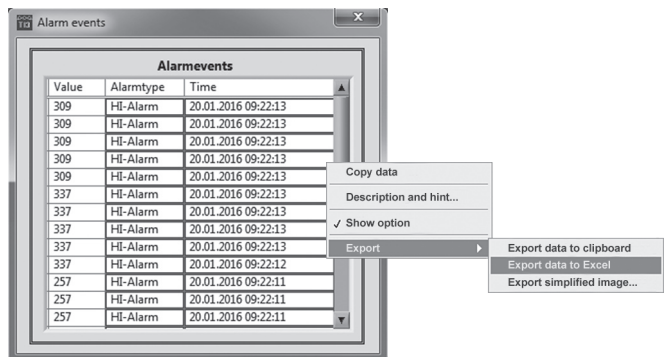 Alarm events
X
Alarmevents
Value Alarmtype Time
309 HI-Alarm 20.01.2016 09:22:13
309 HI-Alarm 20.01.2016 09:22:13
309 HI-Alarm 20.01.2016 09:22:13
309 HI-Alarm 20.01.2016 09:22:13
309 HI-Alarm 20.01.2016 09:22:13
337 HI-Alarm 20.01.2016 09:22:13
337 HI-Alarm 20.01.2016 09:22:13
337 HI-Alarm 20.01.2016 09:22:13
337 HI-Alarm 20.01.2016 09:22:13
337 HI-Alarm 20.01.2016 09:22:12
257 HI-Alarm 20.01.2016 09:22:11
257 HI-Alarm 20.01.2016 09:22:11
257 HI-Alarm 20.01.2016 09:22:11
Copy data
Description and hint...
✓ Show option
Export
Export data to clipboard
Export data to Excel
Export simplified image...